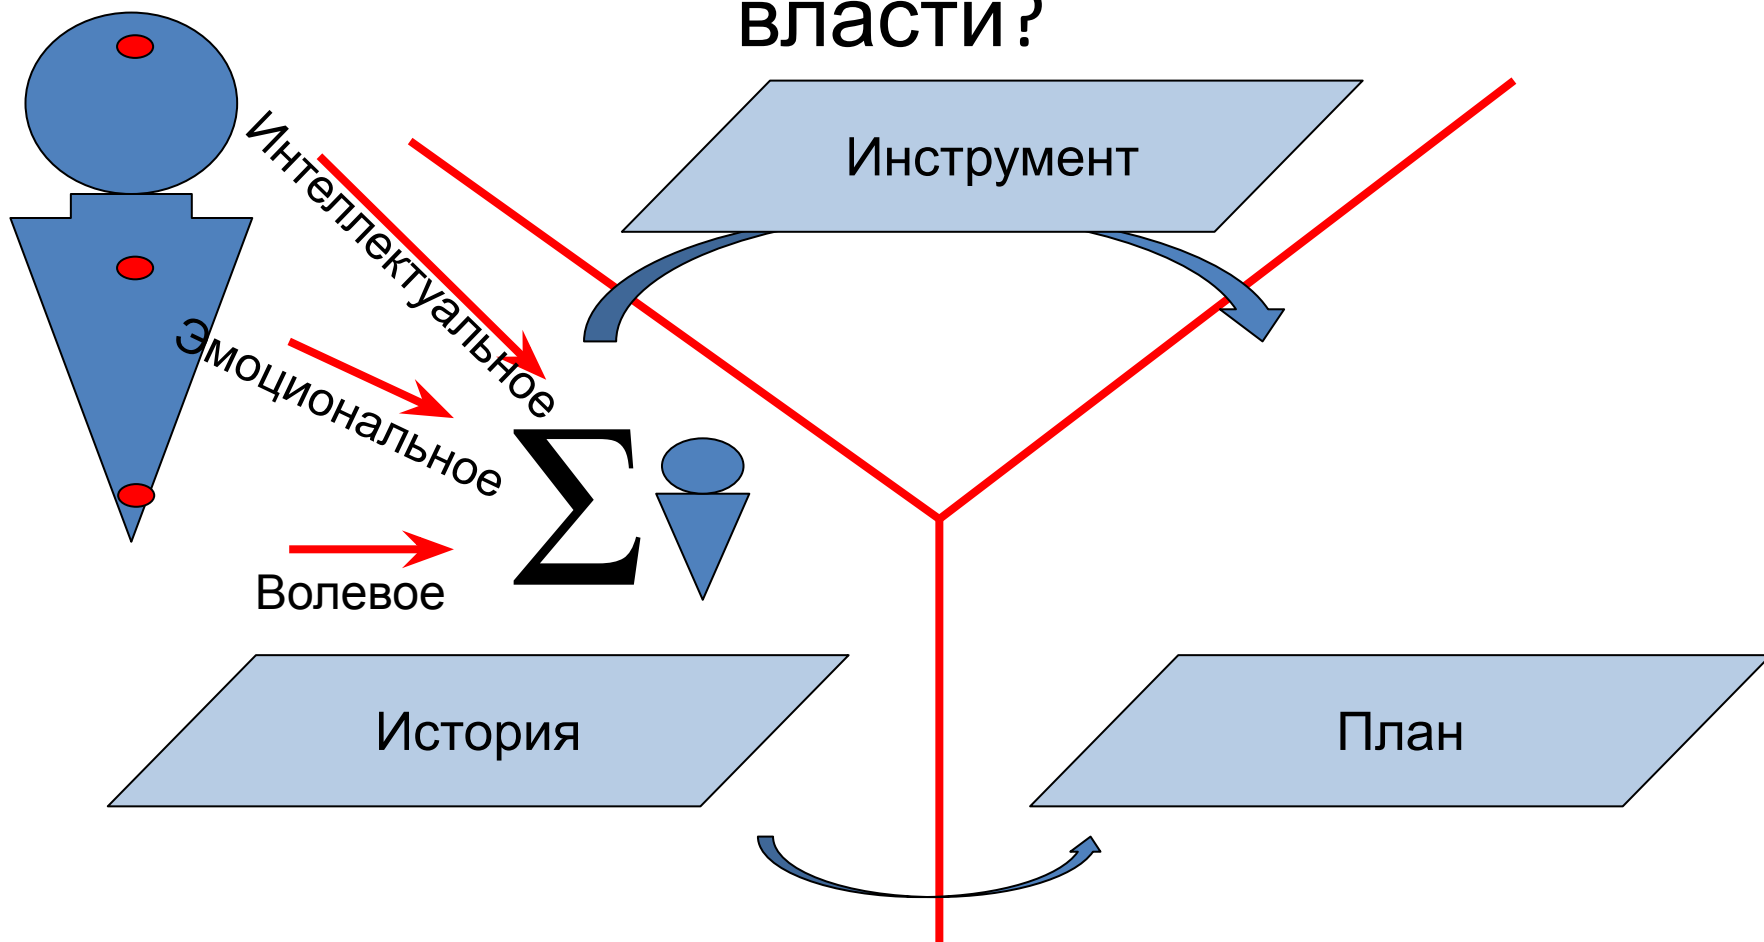 власти?
Инструмент
Интеллектуальное
Эмоциональное
Σ
Волевое
История
План